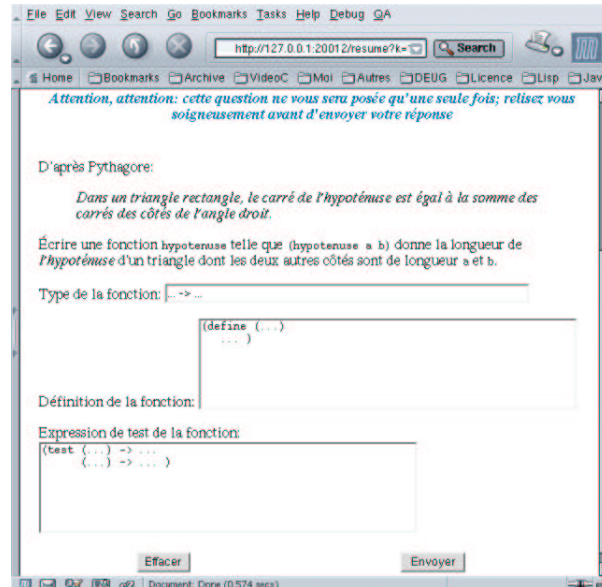 File Edit View Search Go Bookmarks Tasks Help Debug QA
http://127.0.0.1:20012/resume?k= Search
Home Bookmarks Archive VideoC Moi Autres DEUG Licence Lisp Jav
Attention, attention: cette question ne vous sera posée qu'une seule fois; relisez vous
soigneusement avant d'envoyer votre réponse
D'après Pythagore:
Dans un triangle rectangle, le carré de l'hypoténuse est égal à la somme des
carrés des côtés de l'angle droit.
Écrire une fonction hypotenuse telle que (hypotenuse a b) donne la longueur de
l'hypoténuse d'un triangle dont les deux autres côtés sont de longueur a et b.
Type de la fonction: ... -> ...
(define (...)
... )
Définition de la fonction:
Expression de test de la fonction:
(test (...) -> ...
(...) -> ... )
Effacer Envoyer
Document: Done (0.574 secs)